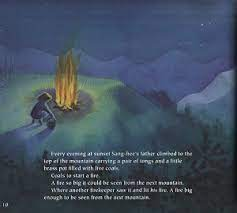 Every evening at sunset Sang-hee's father climbed to the
top of the mountain carrying a pair of tongs and a little
brass pot filled with fire coals.
Coals to start a fire.
A fire so big it could be seen from the next mountain.
Where another firekeeper saw it and lit his fire. A fire big
enough to be seen from the next mountain.
10